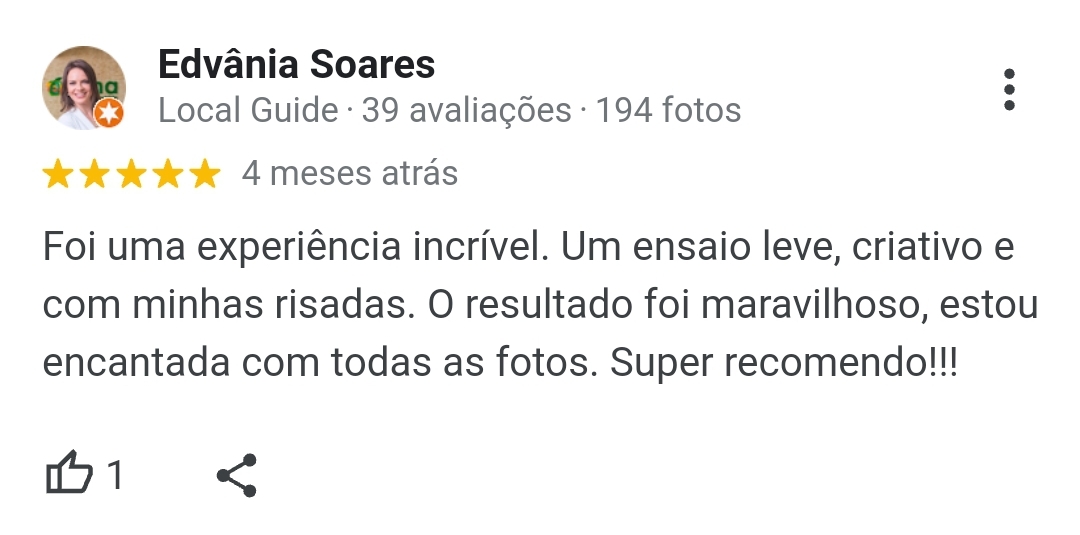 Edvânia Soares
Local Guide · 39 avaliações · 194 fotos
4 meses atrás
Foi uma experiência incrível. Um ensaio leve, criativo e
com minhas risadas. O resultado foi maravilhoso, estou
encantada com todas as fotos. Super recomendo!!!
1